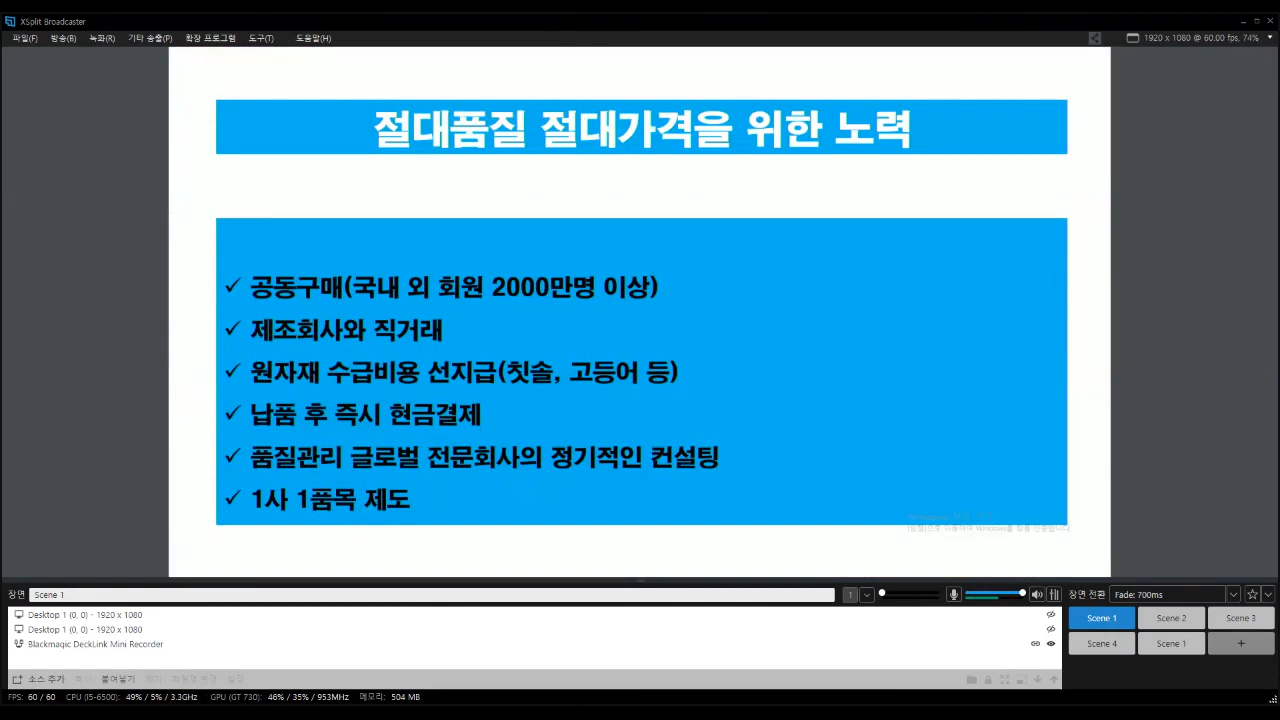 XSplit Broadcaster
파일(F) 방송(B) 녹화(R) 기타 송출(P) 확장 프로그램 도구(T) 도움말(H) 1920 x 1080 @ 60.00 fps, 74%
절대품질 절대가격을 위한 노력
✓ 공동구매(국내 외 회원 2000만명 이상)
✓ 제조회사와 직거래
✓ 원자재 수급비용 선지급(칫솔, 고등어 등)
✓ 납품 후 즉시 현금결제
✓ 품질관리 글로벌 전문회사의 정기적인 컨설팅
✓ 1사 1품목 제도
장면 Scene 1 1 장면 전환 Fade: 700ms
Desktop 1 (0, 0) - 1920 x 1080
Desktop 1 (0, 0) - 1920 x 1080
Blackmagic DeckLink Mini Recorder
Scene 1 Scene 2 Scene 3
Scene 4 Scene 1 +
소스 추가 붙여넣기
FPS: 60 / 60 CPU (I5-6500): 49% / 5% / 3.3GHz GPU (GT 730): 46% / 35% / 953MHz 메모리: 504 MB